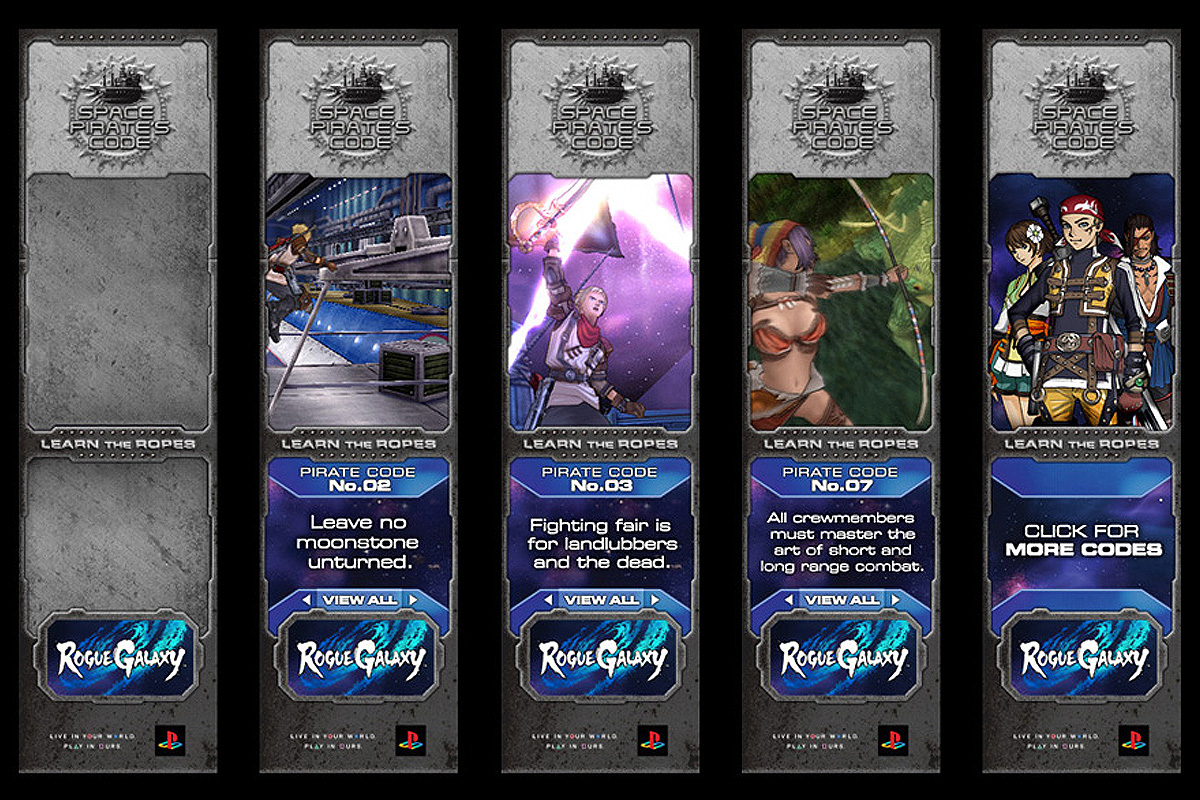 SPACE
PIRATE'S
CODE
LEARN THE ROPES
ROGUE GALAXY
LIVE IN YOUR WORLD.
PLAY IN OURS.
SPACE
PIRATE'S
CODE
LEARN THE ROPES
PIRATE CODE
No.02
Leave no
moonstone
unturned.
VIEW ALL
ROGUE GALAXY
LIVE IN YOUR WORLD.
PLAY IN OURS.
SPACE
PIRATE'S
CODE
LEARN THE ROPES
PIRATE CODE
No.03
Fighting fair is
for landlubbers
and the dead.
VIEW ALL
ROGUE GALAXY
LIVE IN YOUR WORLD.
PLAY IN OURS.
SPACE
PIRATE'S
CODE
LEARN THE ROPES
PIRATE CODE
No.07
All crewmembers
must master the
art of short and
long range combat.
VIEW ALL
ROGUE GALAXY
LIVE IN YOUR WORLD.
PLAY IN OURS.
SPACE
PIRATE'S
CODE
LEARN THE ROPES
CLICK FOR
MORE CODES
ROGUE GALAXY
LIVE IN YOUR WORLD.
PLAY IN OURS.